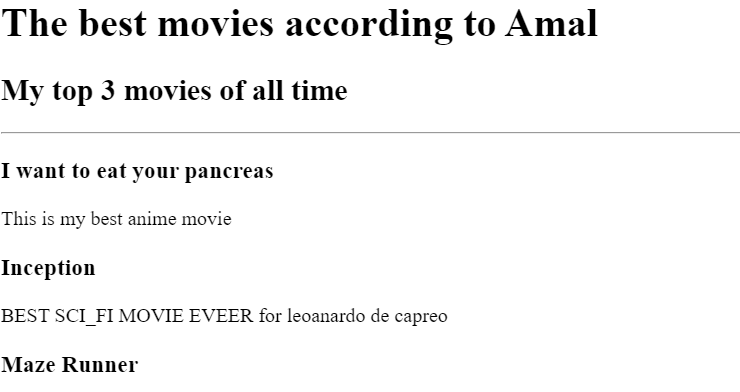 The best movies according to Amal
My top 3 movies of all time
I want to eat your pancreas
This is my best anime movie
Inception
BEST SCI_FI MOVIE EVEER for leoanardo de capreo
Maze Runner